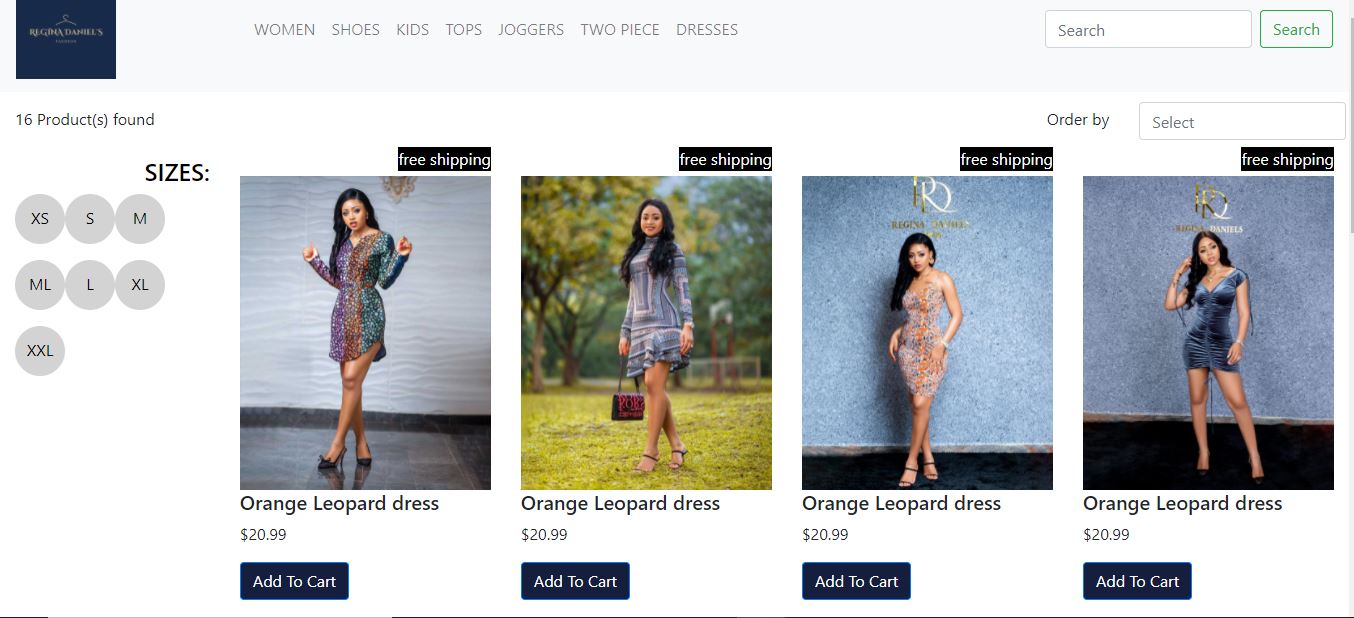 REGINA DANIEL'S
FASHION
WOMEN SHOES KIDS TOPS JOGGERS TWO PIECE DRESSES
Search
Search
16 Product(s) found
Order by
Select
SIZES:
XS S M
ML L XL
XXL
free shipping
free shipping
free shipping
free shipping
RD
REGINA DANIELS
RD
REGINA DANIELS
Orange Leopard dress
Orange Leopard dress
Orange Leopard dress
Orange Leopard dress
$20.99
$20.99
$20.99
$20.99
Add To Cart
Add To Cart
Add To Cart
Add To Cart